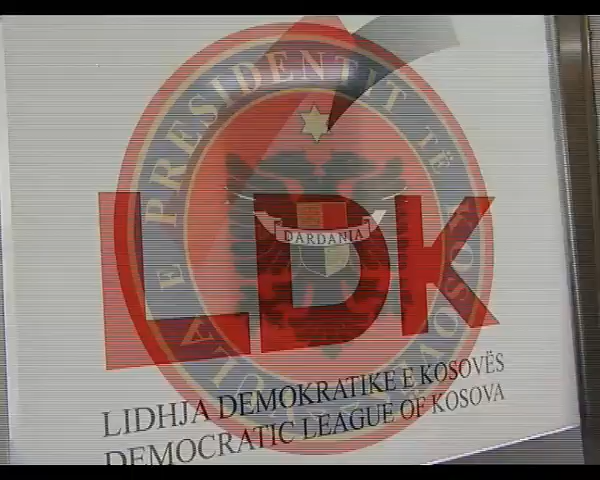 E PRESIDENTIT TË
DARDANIA
LDK
LIDHJA DEMOKRATIKE E KOSOVËS
DEMOCRATIC LEAGUE OF KOSOVA